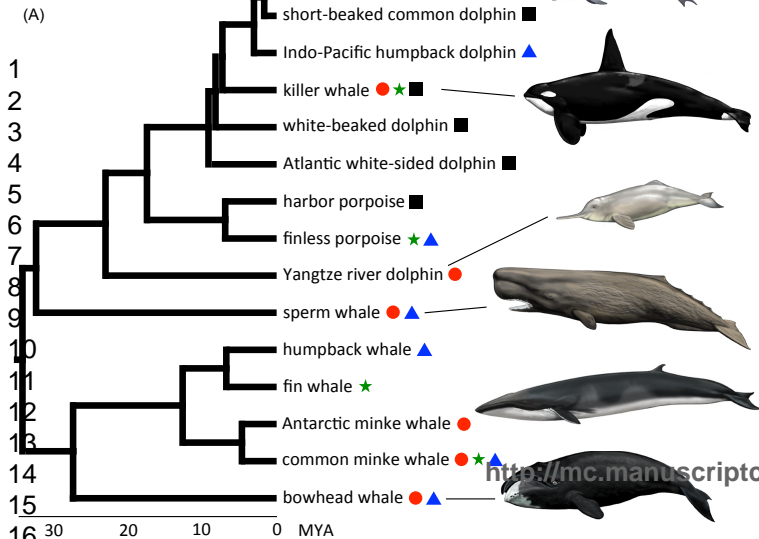 (A)
short-beaked common dolphin
Indo-Pacific humpback dolphin
1
killer whale
2
white-beaked dolphin
3
Atlantic white-sided dolphin
4
harbor porpoise
5
finless porpoise
6
7
Yangtze river dolphin
8
sperm whale
9
humpback whale
10
fin whale
11
Antarctic minke whale
12
common minke whale
13
http://mc.manuscriptc
14
bowhead whale
15
16
30 20 10 0 MYA